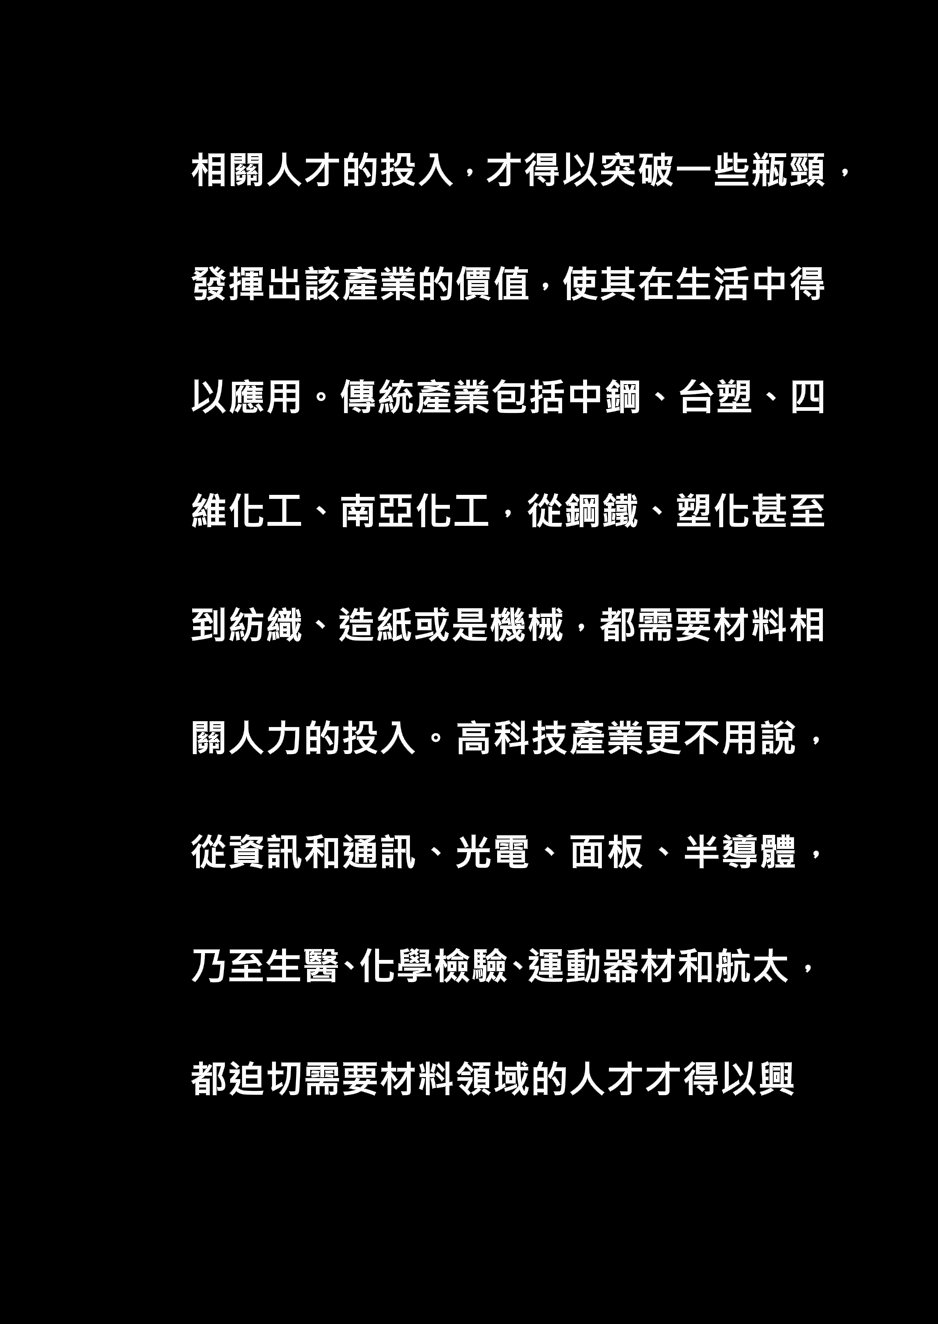 相關人才的投入，才得以突破一些瓶頸，
發揮出該產業的價值，使其在生活中得
以應用。傳統產業包括中鋼、台塑、四
維化工、南亞化工，從鋼鐵、塑化甚至
到紡織、造紙或是機械，都需要材料相
關人力的投入。高科技產業更不用說，
從資訊和通訊、光電、面板、半導體，
乃至生醫、化學檢驗、運動器材和航太，
都迫切需要材料領域的人才才得以興